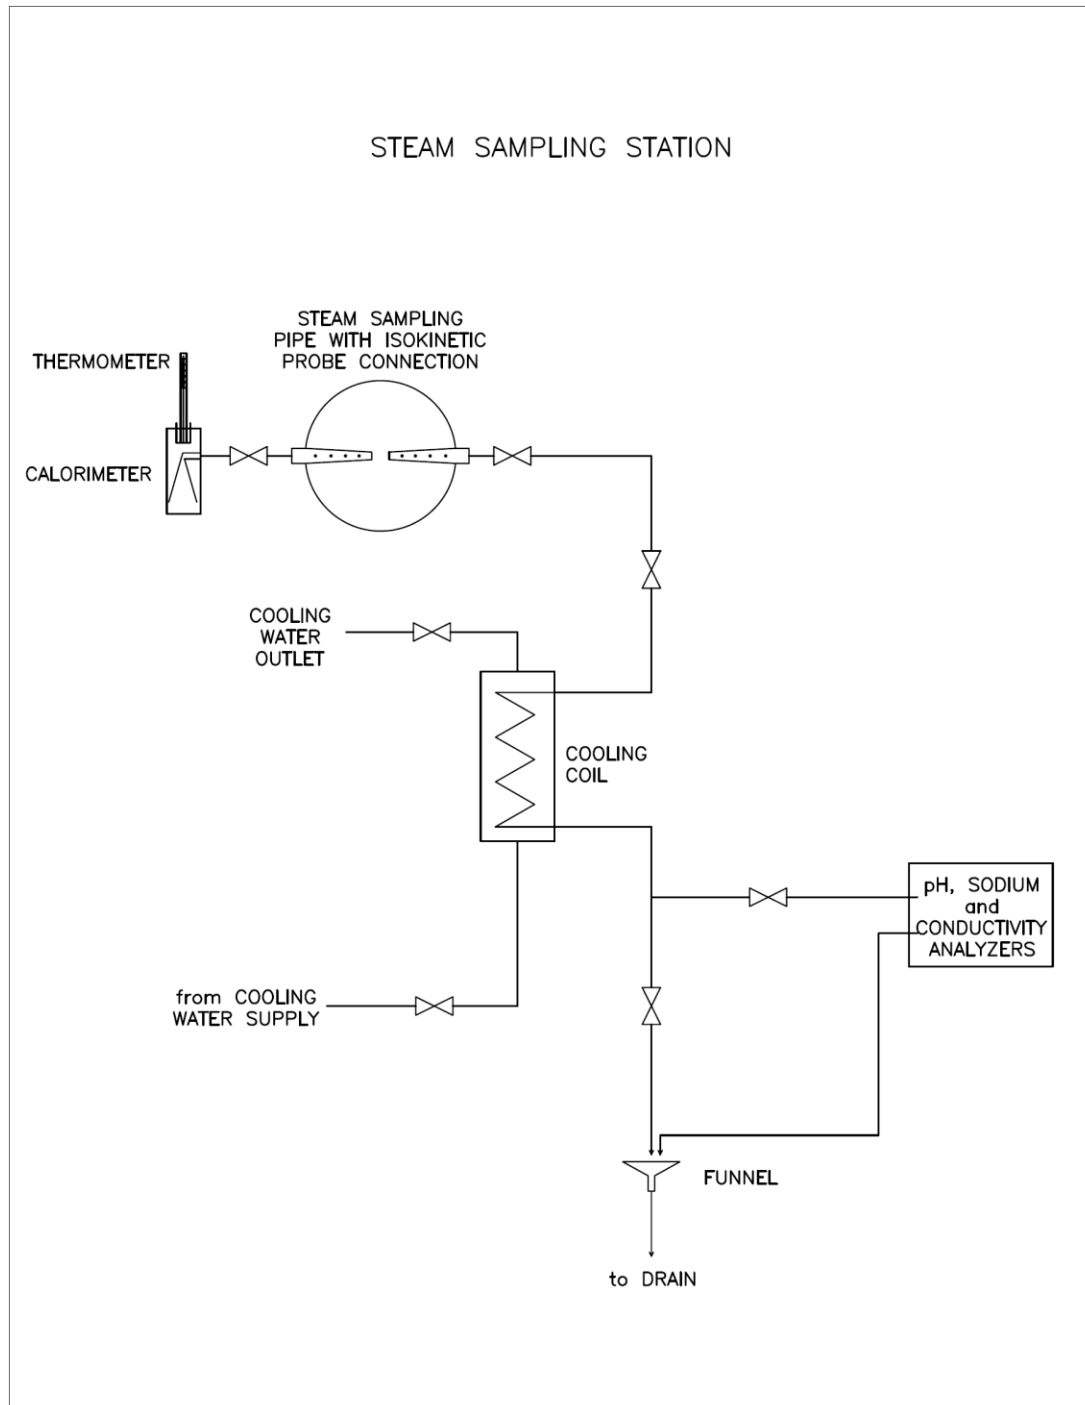 STEAM SAMPLING STATION
STEAM SAMPLING
PIPE WITH ISOKINETIC
PROBE CONNECTION
THERMOMETER
CALORIMETER
COOLING
WATER
OUTLET
COOLING
COIL
pH, SODIUM
and
CONDUCTIVITY
ANALYZERS
from COOLING
WATER SUPPLY
FUNNEL
to DRAIN